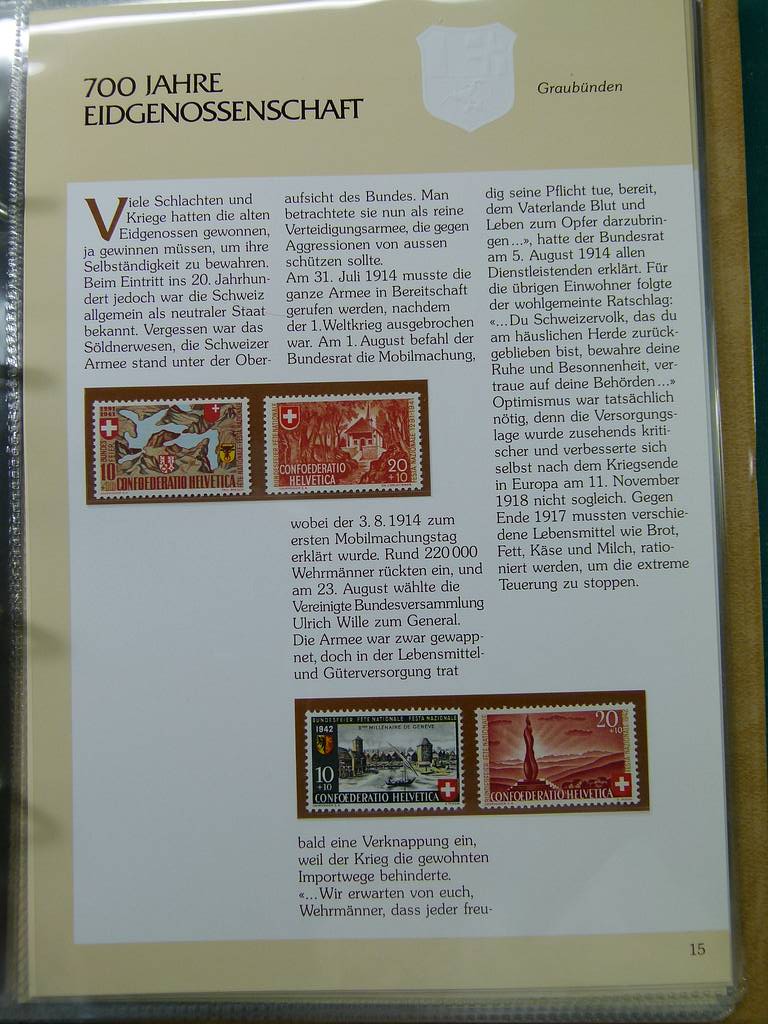 700 JAHRE
EIDGENOSSENSCHAFT
Graubünden
Viele Schlachten und
Kriege hatten die alten
Eidgenossen gewonnen,
ja gewinnen müssen, um ihre
Selbständigkeit zu bewahren.
Beim Eintritt ins 20. Jahrhun-
dert jedoch war die Schweiz
allgemein als neutraler Staat
bekannt. Vergessen war das
Söldnerwesen, die Schweizer
Armee stand unter der Ober-
aufsicht des Bundes. Man
betrachtete sie nun als reine
Verteidigungsarmee, die gegen
Aggressionen von aussen
schützen sollte.
Am 31. Juli 1914 musste die
ganze Armee in Bereitschaft
gerufen werden, nachdem
der 1.Weltkrieg ausgebrochen
war. Am 1. August befahl der
Bundesrat die Mobilmachung,
1291
1941
10
CONFOEDERATIO HELVETICA
CONFOEDERATIO
HELVETICA
20
+10
wobei der 3. 8. 1914 zum
ersten Mobilmachungstag
erklärt wurde. Rund 220 000
Wehrmänner rückten ein, und
am 23. August wählte die
Vereinigte Bundesversammlung
Ulrich Wille zum General.
Die Armee war zwar gewapp-
net, doch in der Lebensmittel-
und Güterversorgung trat
BUNDESFEIER FETE NATIONALE FESTA NAZIONALE
1942
MILLENAIRE DE GENEVE
10
+10
CONFOEDERATIO HELVETICA
20
+10
CONFOEDERATIO HELVETICA
bald eine Verknappung ein,
weil der Krieg die gewohnten
Importwege behinderte.
«...Wir erwarten von euch,
Wehrmänner, dass jeder freu-
dig seine Pflicht tue, bereit,
dem Vaterlande Blut und
Leben zum Opfer darzubrin-
gen...», hatte der Bundesrat
am 5. August 1914 allen
Dienstleistenden erklärt. Für
die übrigen Einwohner folgte
der wohlgemeinte Ratschlag:
«...Du Schweizervolk, das du
am häuslichen Herde zurück-
geblieben bist, bewahre deine
Ruhe und Besonnenheit, ver-
traue auf deine Behörden...»
Optimismus war tatsächlich
nötig, denn die Versorgungs-
lage wurde zusehends kriti-
scher und verbesserte sich
selbst nach dem Kriegsende
in Europa am 11. November
1918 nicht sogleich. Gegen
Ende 1917 mussten verschie-
dene Lebensmittel wie Brot,
Fett, Käse und Milch, ratio-
niert werden, um die extreme
Teuerung zu stoppen.
15